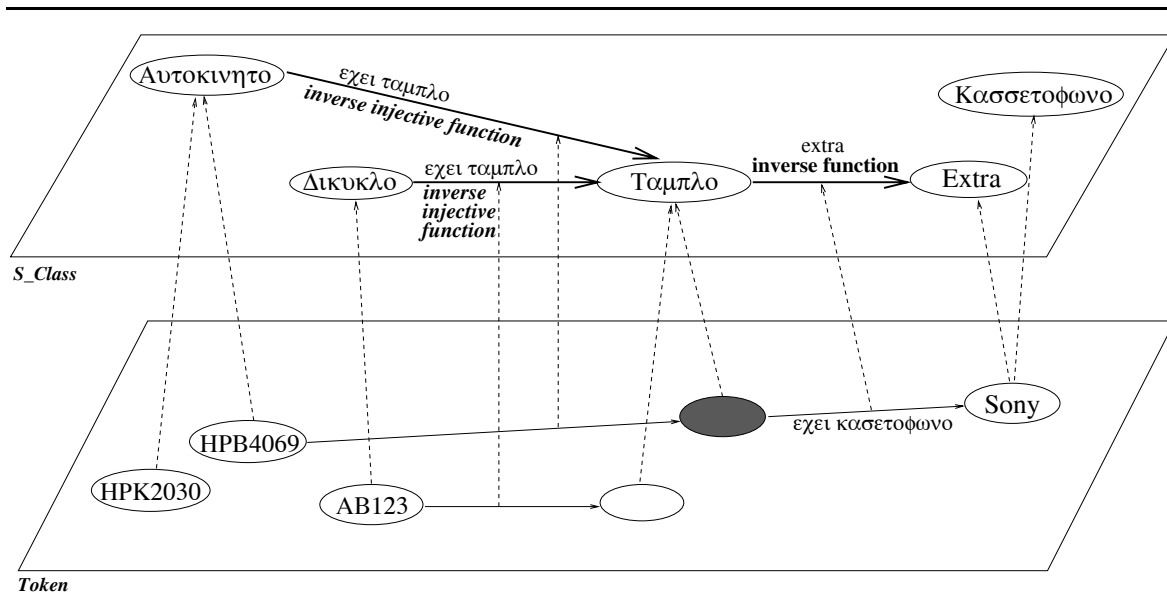 Αυτοκινητο
εχει ταμπλο
inverse injective function
Κασσετοφωνο
Δικυκλο
εχει ταμπλο
inverse
injective
function
Ταμπλο
extra
inverse function
Extra
S_Class
HPB4069
εχει κασετοφωνο
Sony
HPK2030
AB123
Token